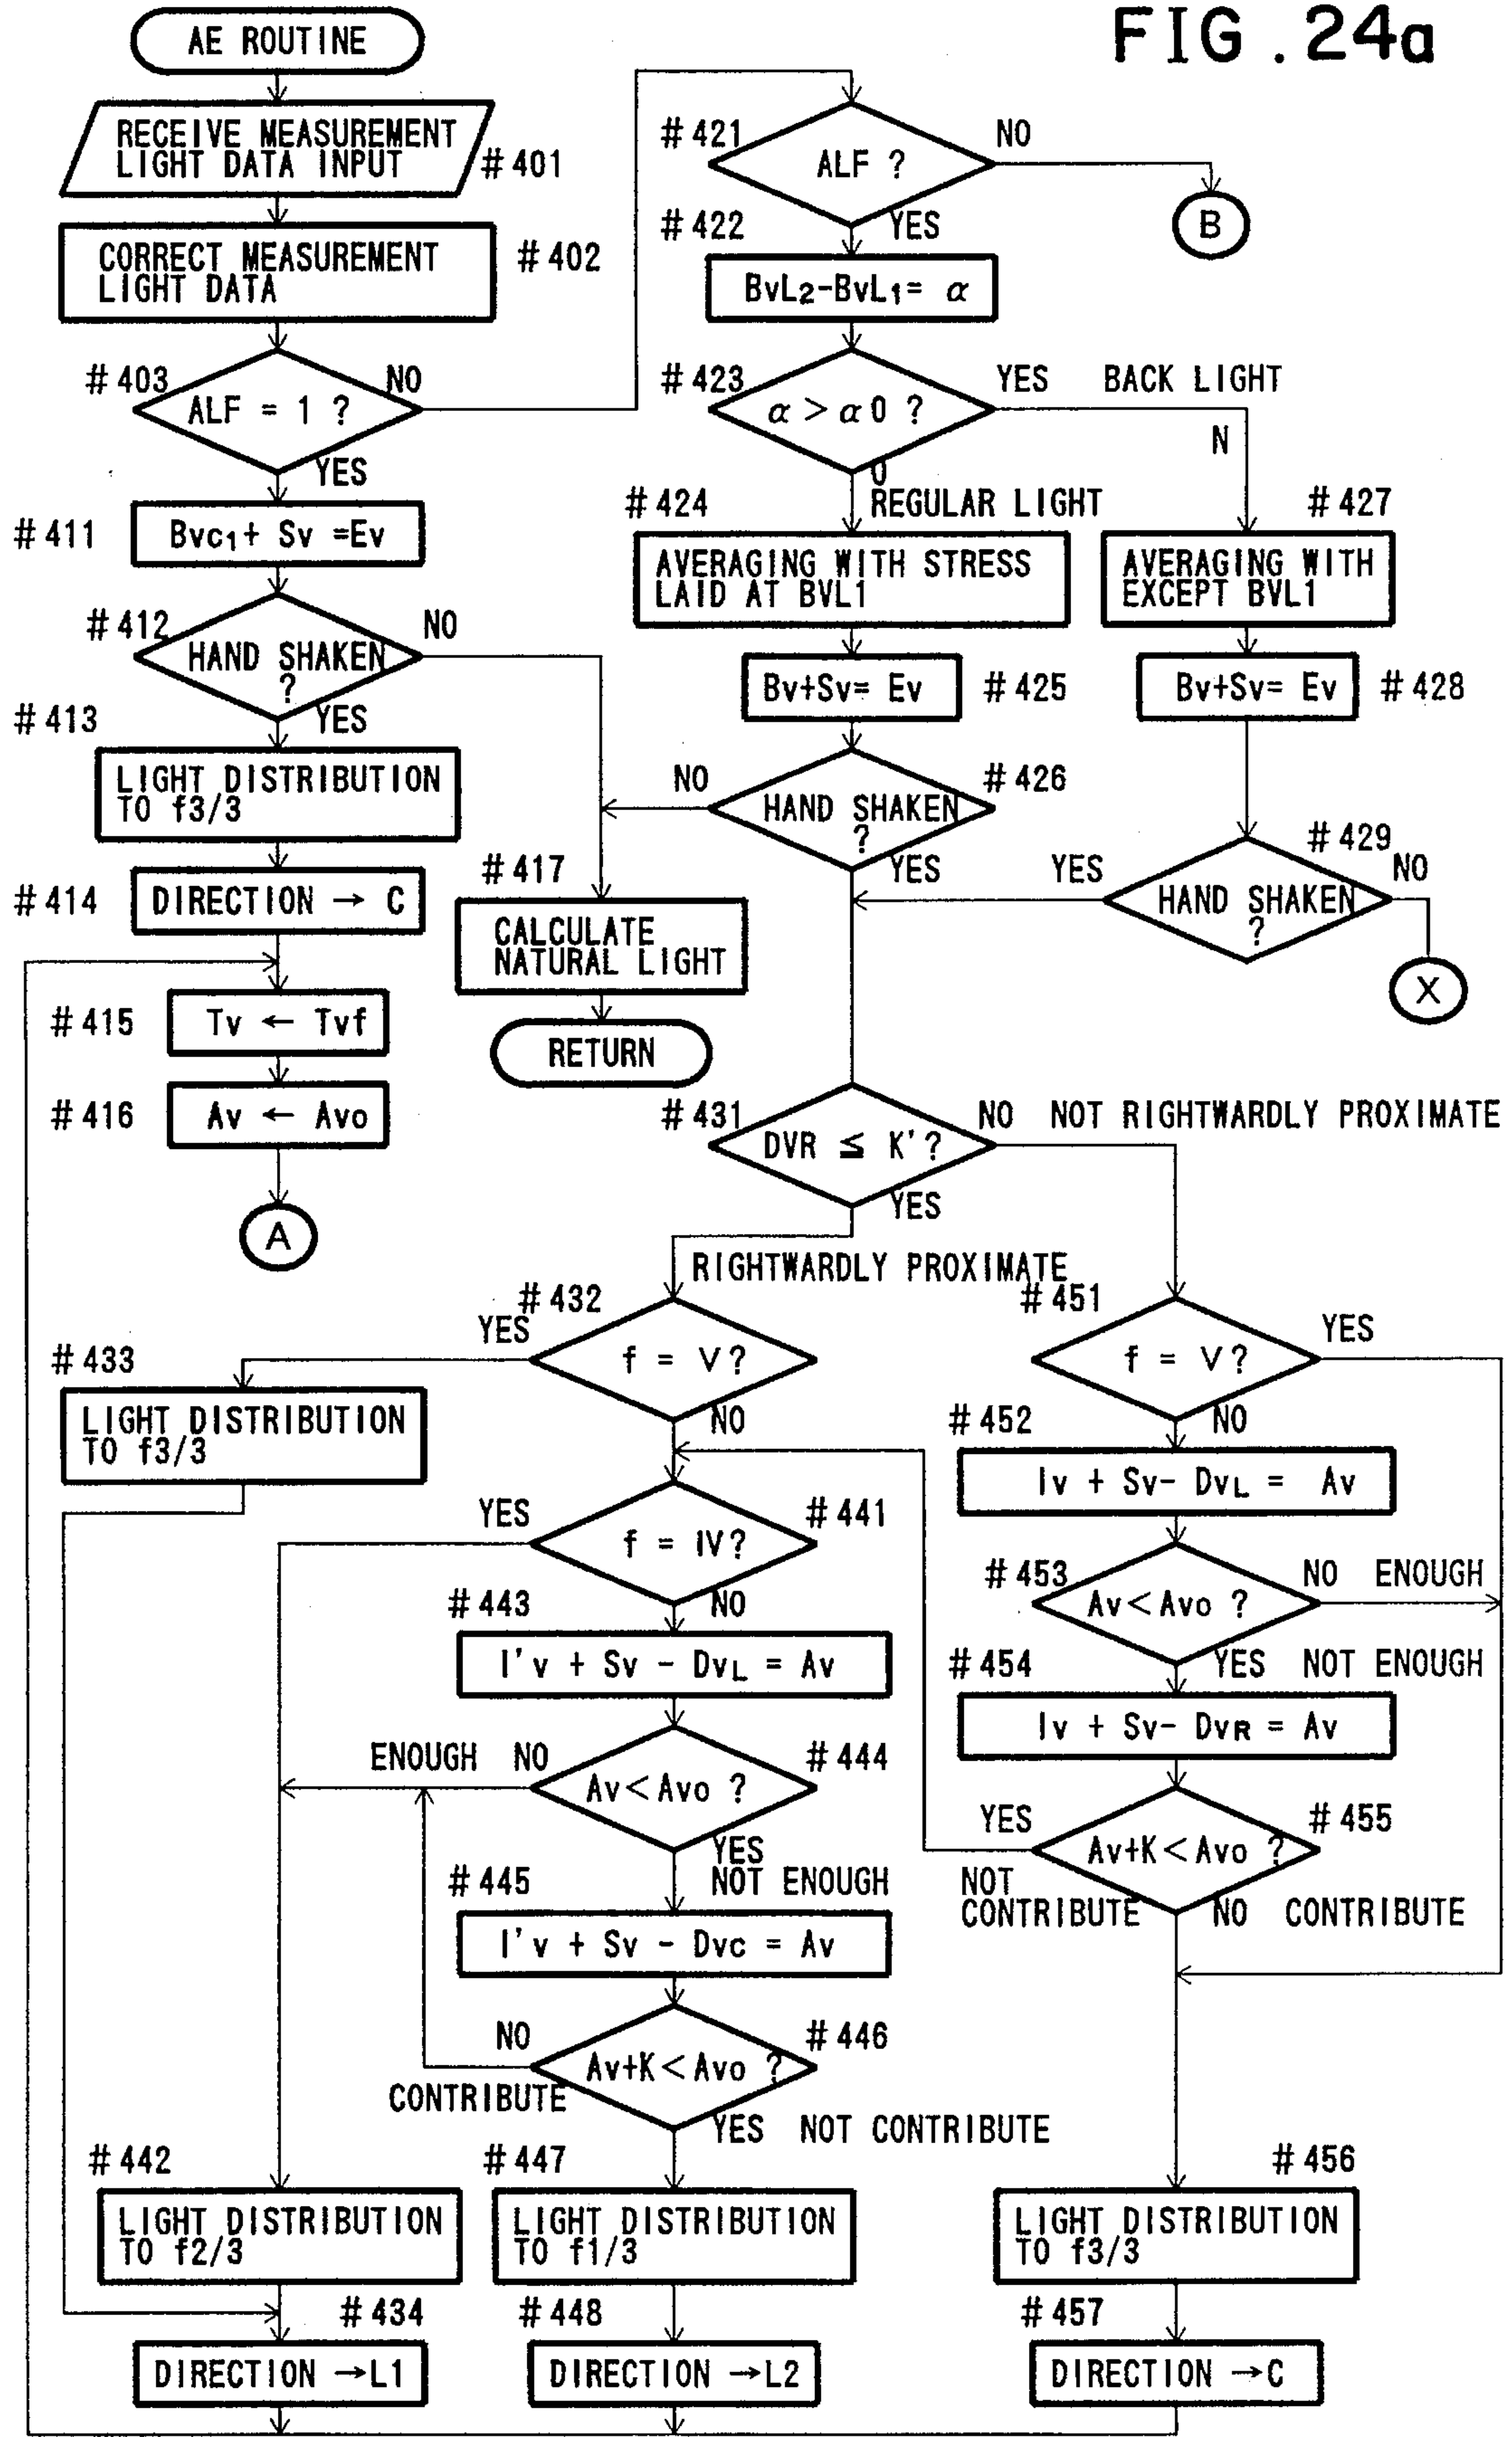 FIG. 24a
AE ROUTINE
RECEIVE MEASUREMENT
LIGHT DATA INPUT
#401
CORRECT MEASUREMENT
LIGHT DATA
#402
#403
ALF = 1 ?
NO
YES
#411
Bvc1+ Sv =Ev
#412
HAND SHAKEN
?
NO
YES
#413
LIGHT DISTRIBUTION
TO f3/3
#414
DIRECTION → C
#415
Tv ← Tvf
#416
Av ← Avo
A
#417
CALCULATE
NATURAL LIGHT
RETURN
#421
ALF ?
NO
B
YES
#422
BvL2-BvL1= α
#423
α > α0 ?
YES BACK LIGHT
N
O
REGULAR LIGHT
#424
AVERAGING WITH STRESS
LAID AT BVL1
#425
Bv+Sv= Ev
#426
HAND SHAKEN
?
NO
YES
#427
AVERAGING WITH
EXCEPT BVL1
#428
Bv+Sv= Ev
#429
HAND SHAKEN
?
YES
NO
X
#431
DVR ≦ K'?
NO NOT RIGHTWARDLY PROXIMATE
YES
RIGHTWARDLY PROXIMATE
#432
f = V?
YES
NO
#433
LIGHT DISTRIBUTION
TO f3/3
#441
f = IV?
YES
NO
#443
I'v + Sv - DvL = Av
#444
Av<Avo ?
ENOUGH NO
YES
NOT ENOUGH
#445
I'v + Sv - Dvc = Av
#446
Av+K<Avo ?
NO
CONTRIBUTE
YES NOT CONTRIBUTE
#442
LIGHT DISTRIBUTION
TO f2/3
#434
DIRECTION →L1
#447
LIGHT DISTRIBUTION
TO f1/3
#448
DIRECTION →L2
#451
f = V?
YES
NO
#452
Iv + Sv- DvL = Av
#453
Av<Avo ?
NO ENOUGH
YES NOT ENOUGH
#454
Iv + Sv- DvR = Av
#455
Av+K<Avo ?
YES
NOT
CONTRIBUTE
NO CONTRIBUTE
#456
LIGHT DISTRIBUTION
TO f3/3
#457
DIRECTION →C